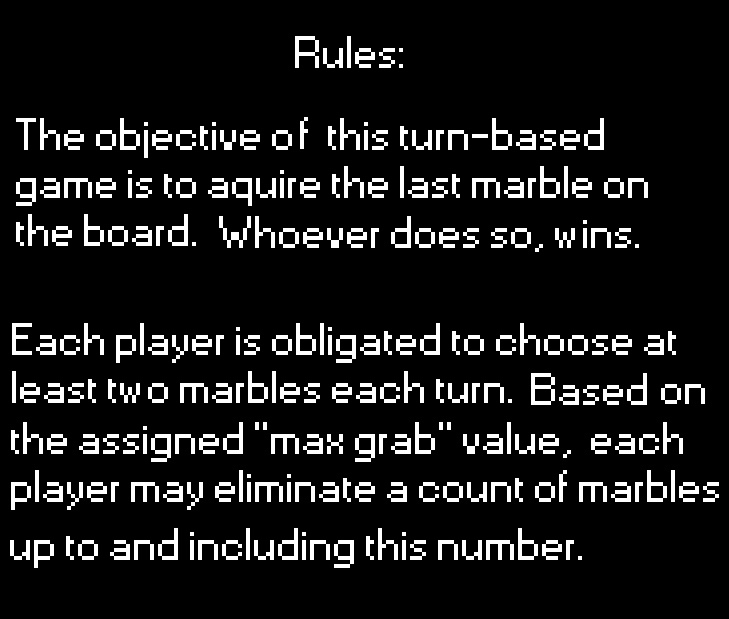 Rules:
The objective of this turn-based
game is to aquire the last marble on
the board. Whoever does so, wins.
Each player is obligated to choose at
least two marbles each turn. Based on
the assigned "max grab" value, each
player may eliminate a count of marbles
up to and including this number.